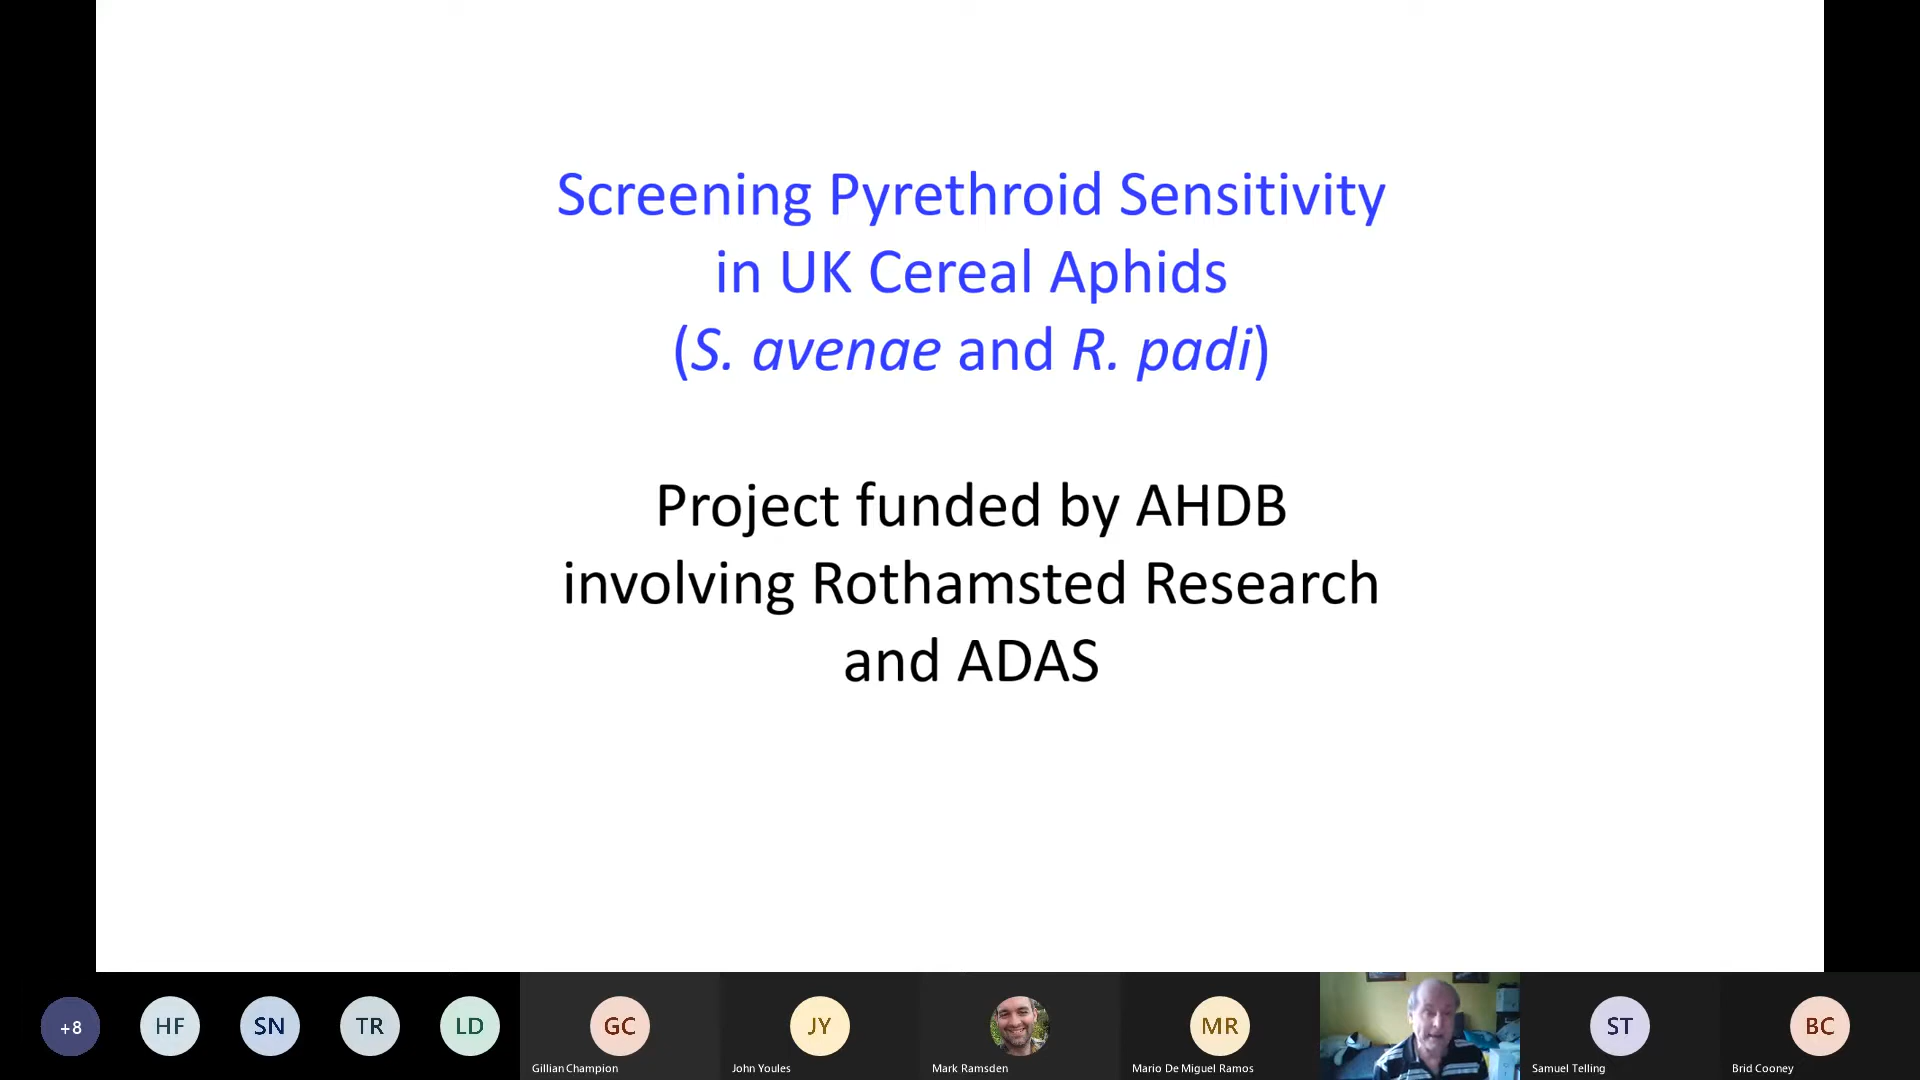 Screening Pyrethroid Sensitivity
in UK Cereal Aphids
(S. avenae and R. padi)
Project funded by AHDB
involving Rothamsted Research
and ADAS
+8
HF
SN
TR
LD
GC
JY
MR
ST
BC
Gillian Champion
John Youles
Mark Ramsden
Mario De Miguel Ramos
Samuel Telling
Brid Cooney